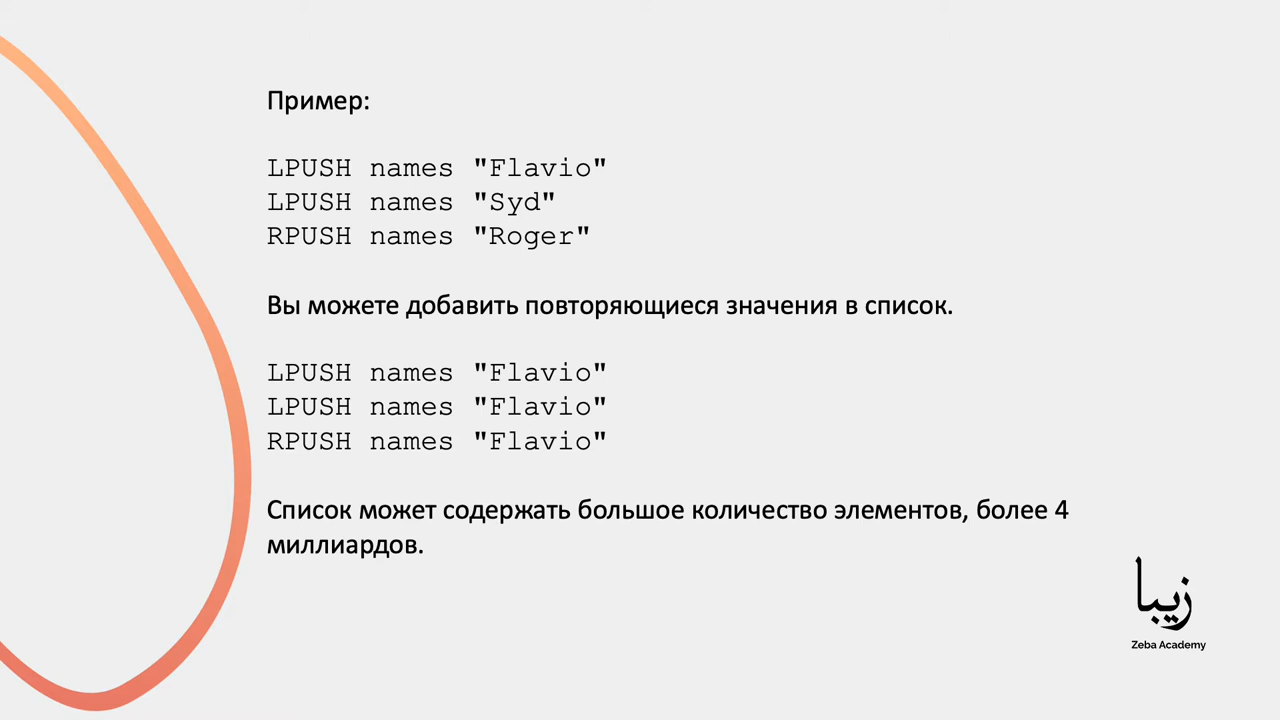 Пример:
LPUSH names "Flavio"
LPUSH names "Syd"
RPUSH names "Roger"
Вы можете добавить повторяющиеся значения в список.
LPUSH names "Flavio"
LPUSH names "Flavio"
RPUSH names "Flavio"
Список может содержать большое количество элементов, более 4
миллиардов.
زیبا
Zeba Academy